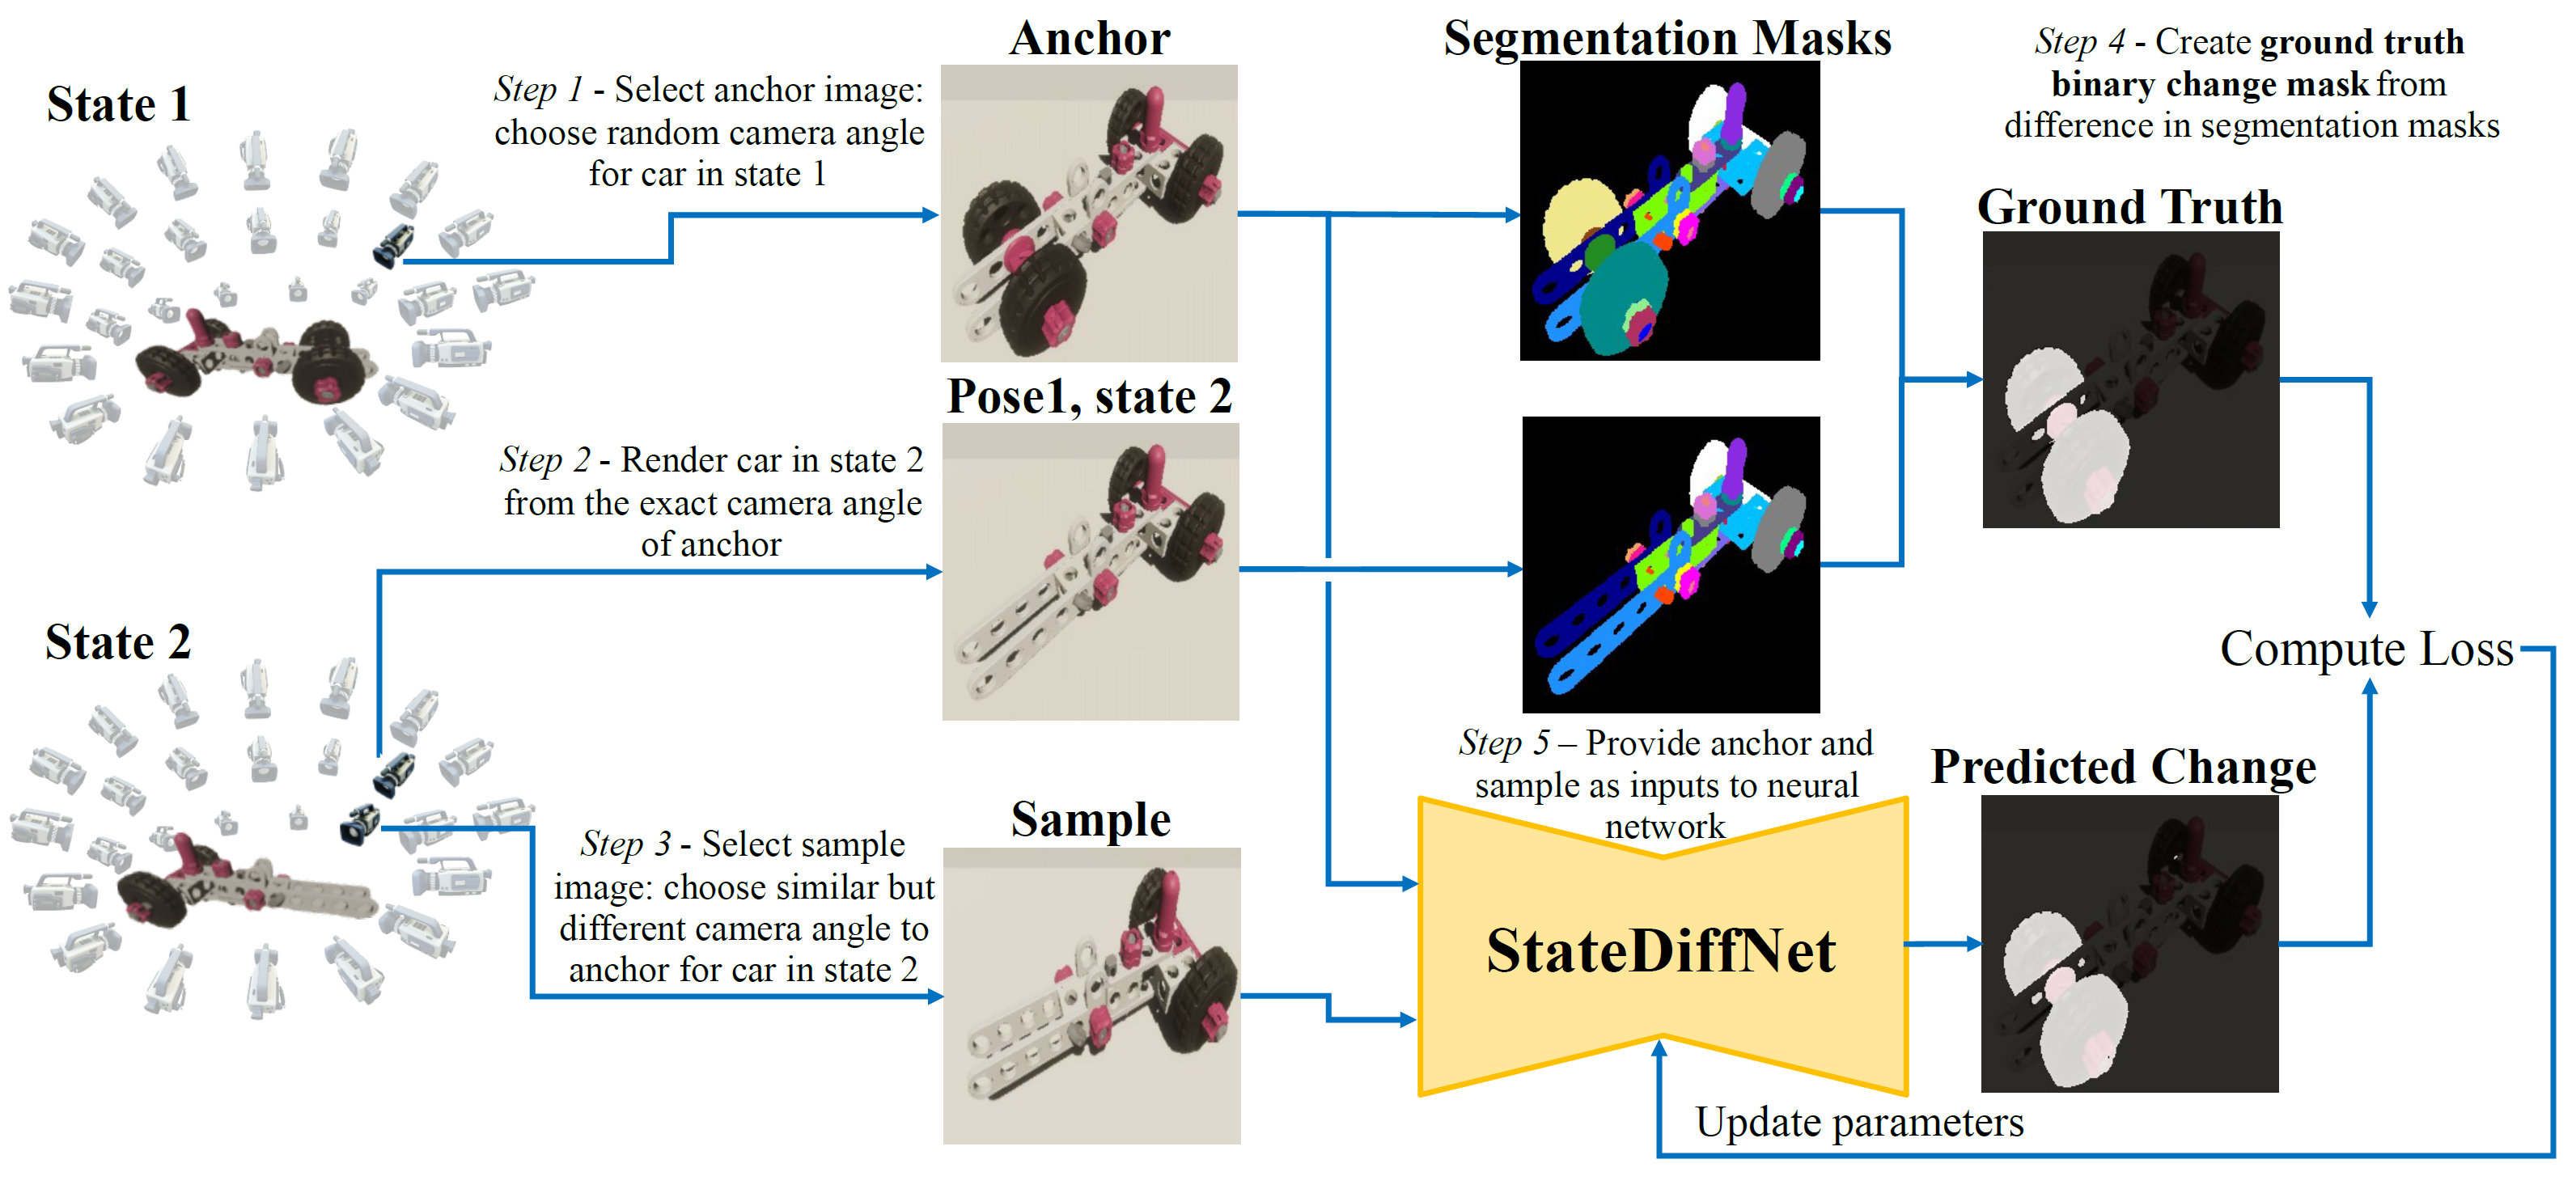 State 1
Step 1 - Select anchor image:
choose random camera angle
for car in state 1
Anchor
Segmentation Masks
Step 4 - Create ground truth
binary change mask from
difference in segmentation masks
Ground Truth
Pose1, state 2
Step 2 - Render car in state 2
from the exact camera angle
of anchor
State 2
Step 3 - Select sample
image: choose similar but
different camera angle to
anchor for car in state 2
Sample
Step 5 – Provide anchor and
sample as inputs to neural
network
StateDiffNet
Predicted Change
Compute Loss
Update parameters